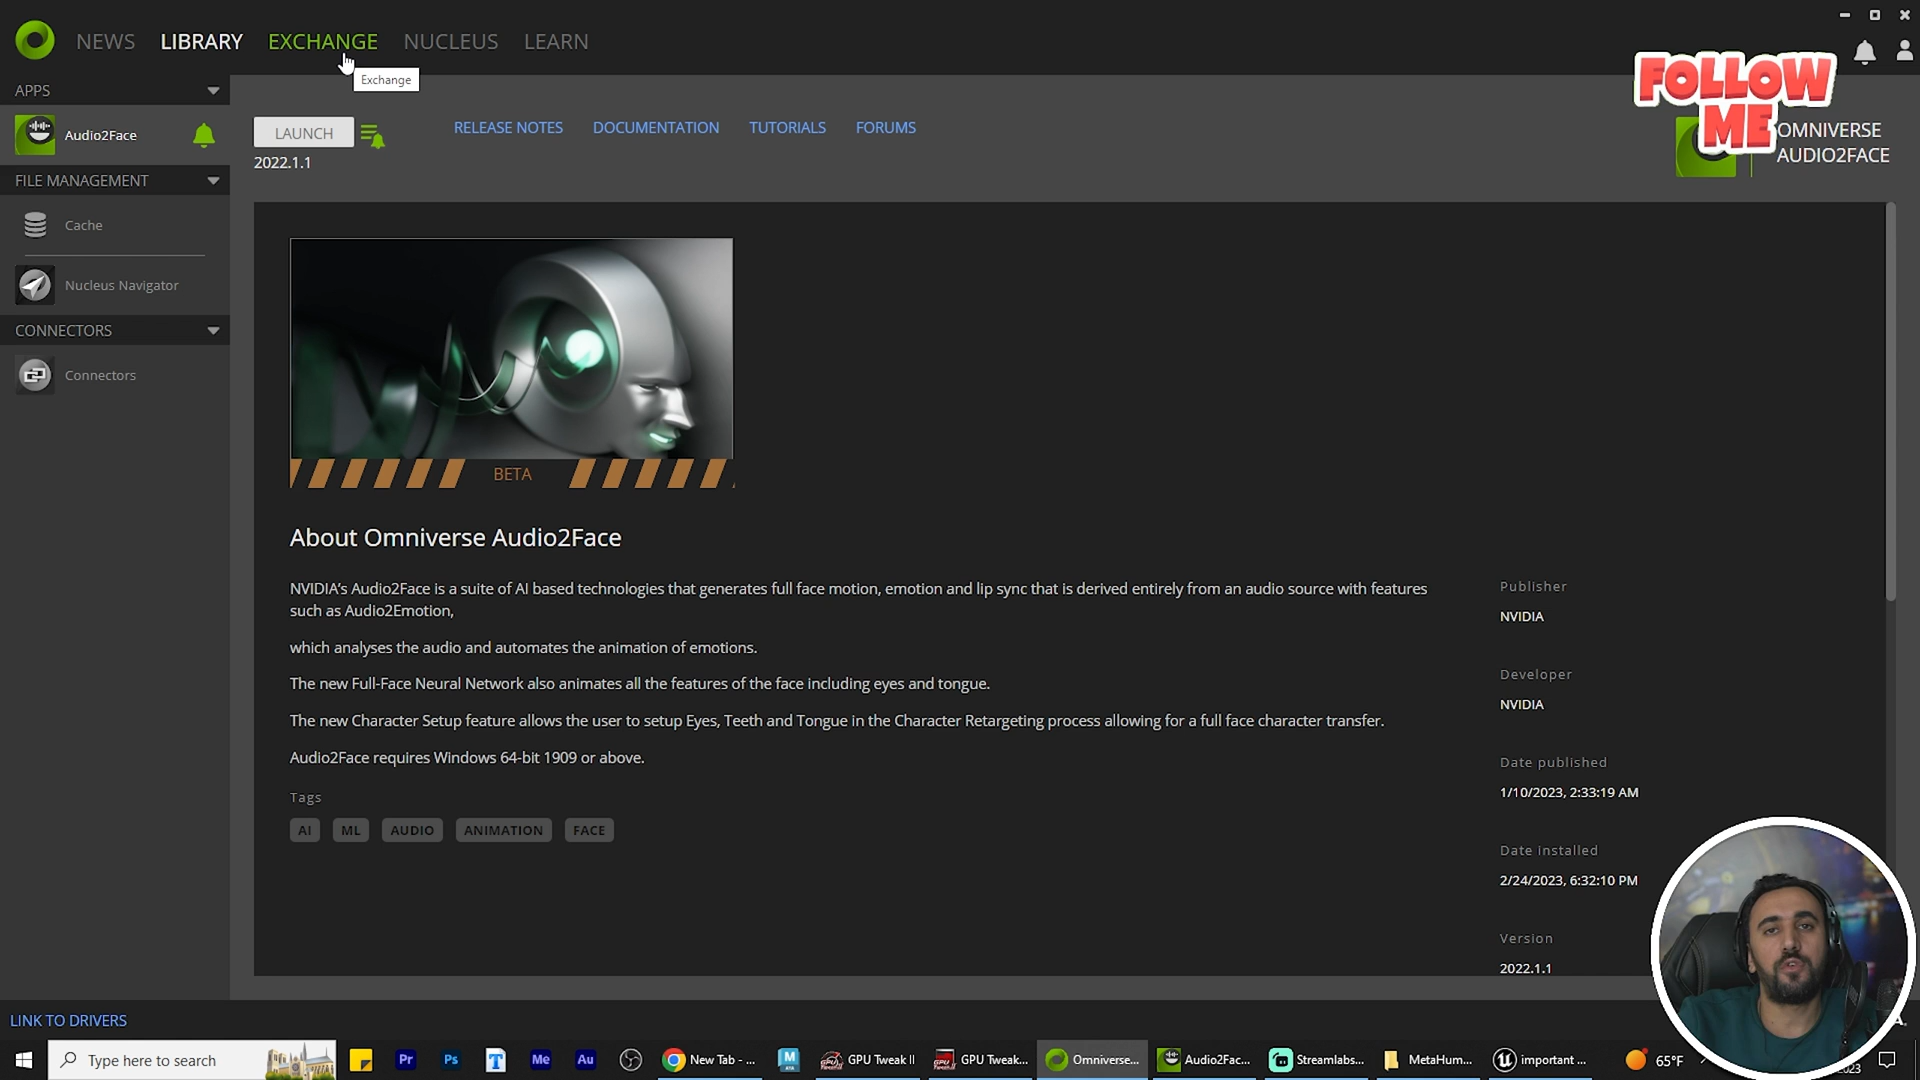 NEWS
LIBRARY
EXCHANGE
NUCLEUS
LEARN
Exchange
FOLLOW
ME
APPS
Audio2Face
FILE MANAGEMENT
Cache
Nucleus Navigator
CONNECTORS
Connectors
LAUNCH
2022.1.1
RELEASE NOTES
DOCUMENTATION
TUTORIALS
FORUMS
OMNIVERSE
AUDIO2FACE
BETA
About Omniverse Audio2Face
NVIDIA's Audio2Face is a suite of AI based technologies that generates full face motion, emotion and lip sync that is derived entirely from an audio source with features
such as Audio2Emotion,
which analyses the audio and automates the animation of emotions.
The new Full-Face Neural Network also animates all the features of the face including eyes and tongue.
The new Character Setup feature allows the user to setup Eyes, Teeth and Tongue in the Character Retargeting process allowing for a full face character transfer.
Audio2Face requires Windows 64-bit 1909 or above.
Tags
AI
ML
AUDIO
ANIMATION
FACE
Publisher
NVIDIA
Developer
NVIDIA
Date published
1/10/2023, 2:33:19 AM
Date installed
2/24/2023, 6:32:10 PM
Version
2022.1.1
LINK TO DRIVERS
Type here to search
Pr
Ps
T
Me
Au
New Tab - ...
M
GPU Tweak II
GPU Tweak...
Omniverse...
Audio2Fac...
Streamlabs...
MetaHum...
important ...
65°F